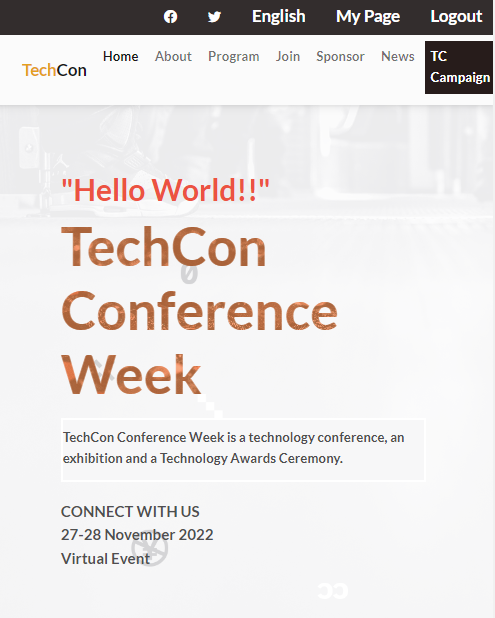 English My Page Logout
TechCon Home About Program Join Sponsor News TC
Campaign
"Hello World!!"
TechCon
Conference
Week
TechCon Conference Week is a technology conference, an
exhibition and a Technology Awards Ceremony.
CONNECT WITH US
27-28 November 2022
Virtual Event